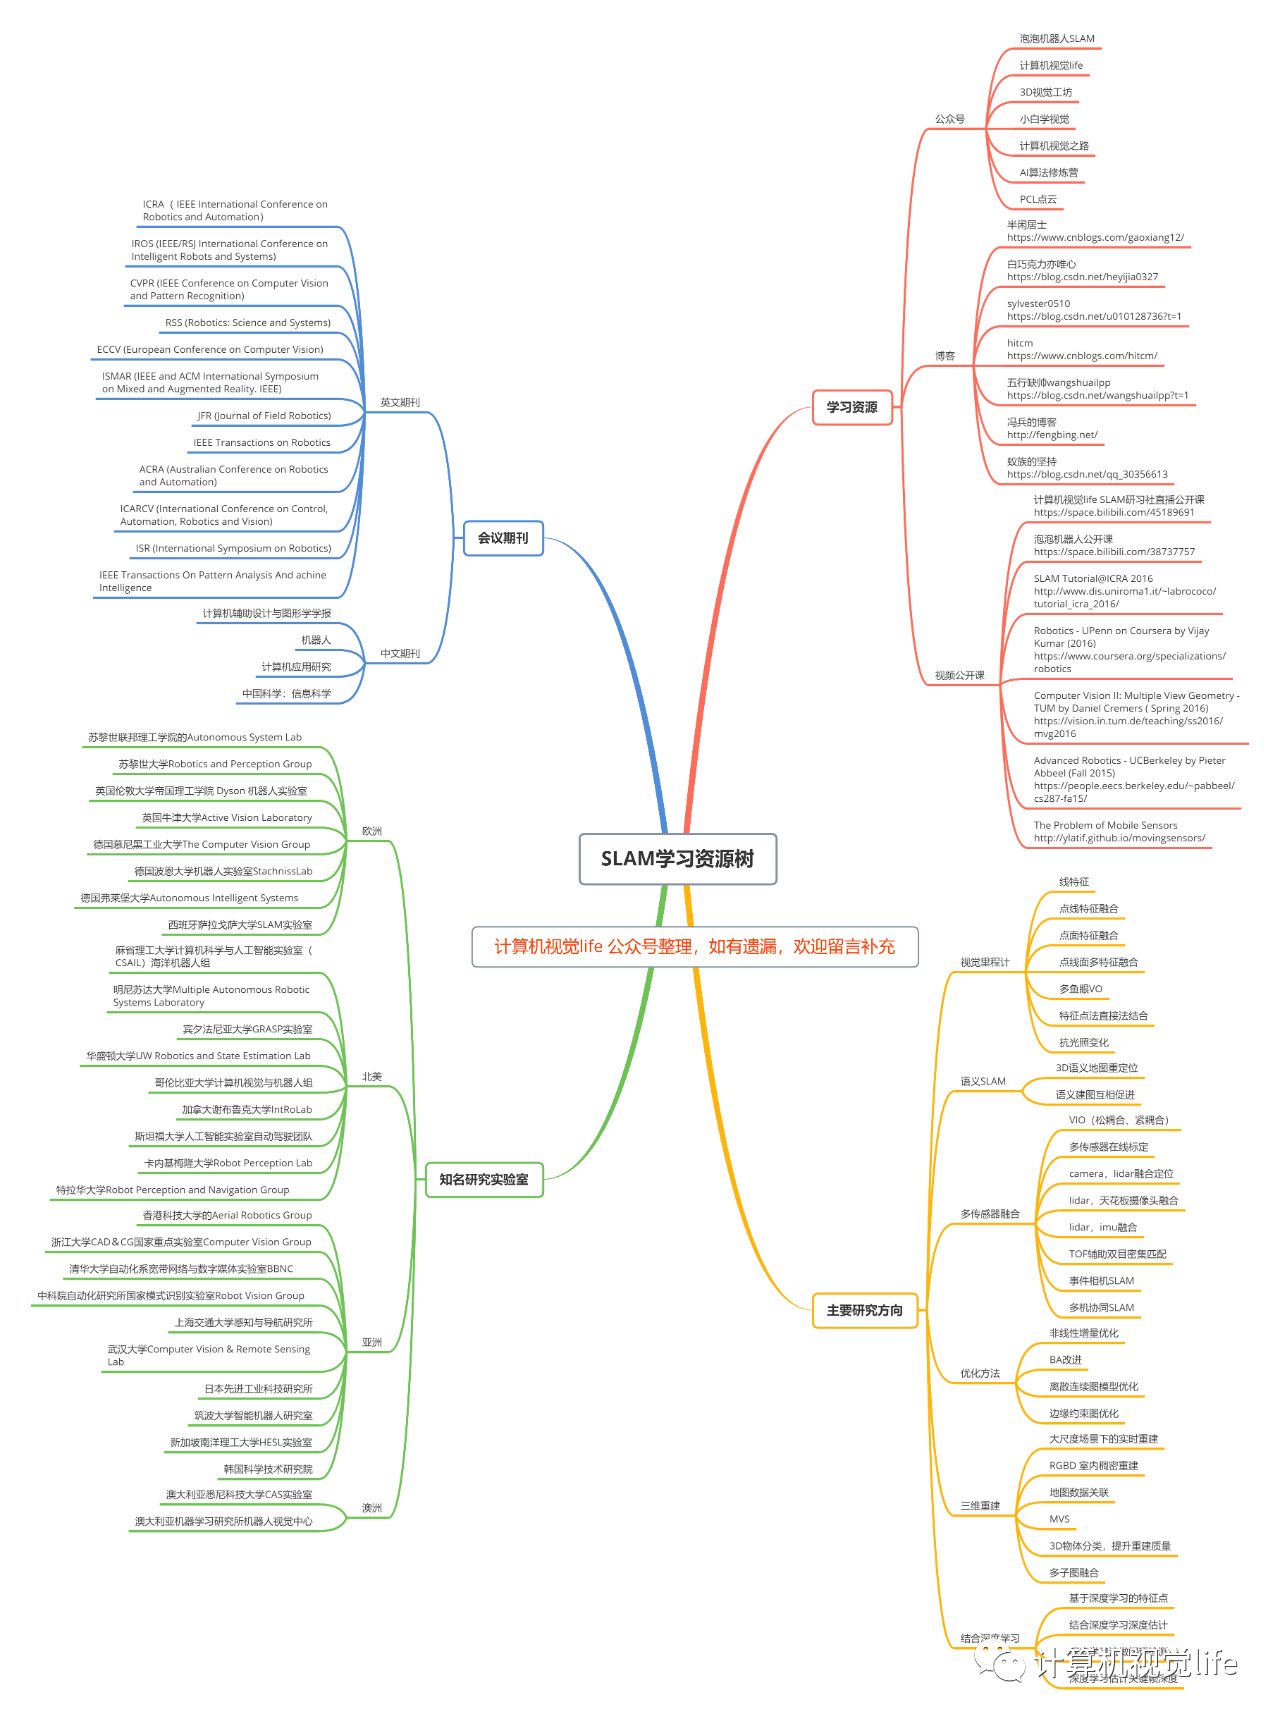 SLAM学习资源树
计算机视觉life 公众号整理，如有遗漏，欢迎留言补充
学习资源
公众号
泡泡机器人SLAM
计算机视觉life
3D视觉工坊
小白学视觉
计算机视觉之路
AI算法修炼营
PCL点云
博客
半闲居士
https://www.cnblogs.com/gaoxiang12/
白巧克力亦唯心
https://blog.csdn.net/heyijia0327
sylvester0510
https://blog.csdn.net/u010128736?t=1
hitcm
https://www.cnblogs.com/hitcm/
五行缺帅wangshuailpp
https://blog.csdn.net/wangshuailpp?t=1
冯兵的博客
http://fengbing.net/
蚁族的坚持
https://blog.csdn.net/qq_30356613
视频公开课
计算机视觉life SLAM研习社直播公开课
https://space.bilibili.com/45189691
泡泡机器人公开课
https://space.bilibili.com/38737757
SLAM Tutorial@ICRA 2016
http://www.dis.uniroma1.it/~labrococo/
tutorial_icra_2016/
Robotics - UPenn on Coursera by Vijay
Kumar (2016)
https://www.coursera.org/specializations/
robotics
Computer Vision II: Multiple View Geometry -
TUM by Daniel Cremers ( Spring 2016)
https://vision.in.tum.de/teaching/ss2016/
mvg2016
Advanced Robotics - UCBerkeley by Pieter
Abbeel (Fall 2015)
https://people.eecs.berkeley.edu/~pabbeel/
cs287-fa15/
The Problem of Mobile Sensors
http://ylatif.github.io/movingsensors/
主要研究方向
视觉里程计
线特征
点线特征融合
点面特征融合
点线面多特征融合
多鱼眼VO
特征点法直接法结合
抗光照变化
语义SLAM
3D语义地图重定位
语义建图互相促进
多传感器融合
VIO（松耦合、紧耦合）
多传感器在线标定
camera，lidar融合定位
lidar，天花板摄像头融合
lidar，imu融合
TOF辅助双目密集匹配
事件相机SLAM
多机协同SLAM
优化方法
非线性增量优化
BA改进
离散连续图模型优化
边缘约束图优化
三维重建
大尺度场景下的实时重建
RGBD 室内稠密重建
地图数据关联
MVS
3D物体分类，提升重建质量
多子图融合
结合深度学习
基于深度学习的特征点
结合深度学习深度估计
深度学习估计关键帧深度
计算机视觉life
会议期刊
英文期刊
ICRA（ IEEE International Conference on
Robotics and Automation）
IROS (IEEE/RSJ International Conference on
Intelligent Robots and Systems)
CVPR (IEEE Conference on Computer Vision
and Pattern Recognition)
RSS (Robotics: Science and Systems)
ECCV (European Conference on Computer Vision)
ISMAR (IEEE and ACM International Symposium
on Mixed and Augmented Reality. IEEE)
JFR (Journal of Field Robotics)
IEEE Transactions on Robotics
ACRA (Australian Conference on Robotics
and Automation)
ICARCV (International Conference on Control,
Automation, Robotics and Vision)
ISR (International Symposium on Robotics)
IEEE Transactions On Pattern Analysis And achine
Intelligence
中文期刊
计算机辅助设计与图形学学报
机器人
计算机应用研究
中国科学：信息科学
知名研究实验室
欧洲
苏黎世联邦理工学院的Autonomous System Lab
苏黎世大学Robotics and Perception Group
英国伦敦大学帝国理工学院 Dyson 机器人实验室
英国牛津大学Active Vision Laboratory
德国慕尼黑工业大学The Computer Vision Group
德国波恩大学机器人实验室StachnissLab
德国弗莱堡大学Autonomous Intelligent Systems
西班牙萨拉戈萨大学SLAM实验室
北美
麻省理工大学计算机科学与人工智能实验室（
CSAIL）海洋机器人组
明尼苏达大学Multiple Autonomous Robotic
Systems Laboratory
宾夕法尼亚大学GRASP实验室
华盛顿大学UW Robotics and State Estimation Lab
哥伦比亚大学计算机视觉与机器人组
加拿大谢布鲁克大学IntRoLab
斯坦福大学人工智能实验室自动驾驶团队
卡内基梅隆大学Robot Perception Lab
特拉华大学Robot Perception and Navigation Group
亚洲
香港科技大学的Aerial Robotics Group
浙江大学CAD＆CG国家重点实验室Computer Vision Group
清华大学自动化系宽带网络与数字媒体实验室BBNC
中科院自动化研究所国家模式识别实验室Robot Vision Group
上海交通大学感知与导航研究所
武汉大学Computer Vision & Remote Sensing
Lab
日本先进工业科技研究所
筑波大学智能机器人研究室
新加坡南洋理工大学HESL实验室
韩国科学技术研究院
澳洲
澳大利亚悉尼科技大学CAS实验室
澳大利亚机器学习研究所机器人视觉中心